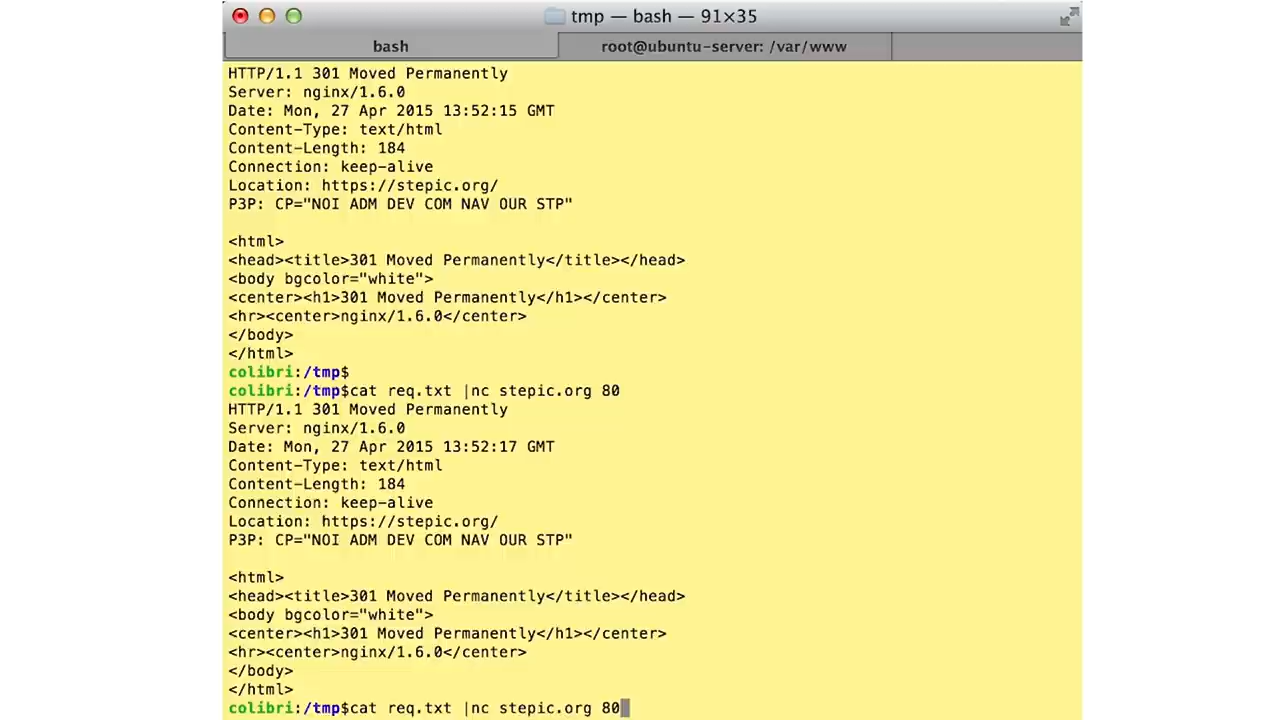 tmp — bash — 91×35
bash
root@ubuntu-server: /var/www
HTTP/1.1 301 Moved Permanently
Server: nginx/1.6.0
Date: Mon, 27 Apr 2015 13:52:15 GMT
Content-Type: text/html
Content-Length: 184
Connection: keep-alive
Location: https://stepic.org/
P3P: CP="NOI ADM DEV COM NAV OUR STP"

<html>
<head><title>301 Moved Permanently</title></head>
<body bgcolor="white">
<center><h1>301 Moved Permanently</h1></center>
<hr><center>nginx/1.6.0</center>
</body>
</html>
colibri:/tmp$
colibri:/tmp$cat req.txt |nc stepic.org 80
HTTP/1.1 301 Moved Permanently
Server: nginx/1.6.0
Date: Mon, 27 Apr 2015 13:52:17 GMT
Content-Type: text/html
Content-Length: 184
Connection: keep-alive
Location: https://stepic.org/
P3P: CP="NOI ADM DEV COM NAV OUR STP"

<html>
<head><title>301 Moved Permanently</title></head>
<body bgcolor="white">
<center><h1>301 Moved Permanently</h1></center>
<hr><center>nginx/1.6.0</center>
</body>
</html>
colibri:/tmp$cat req.txt |nc stepic.org 80